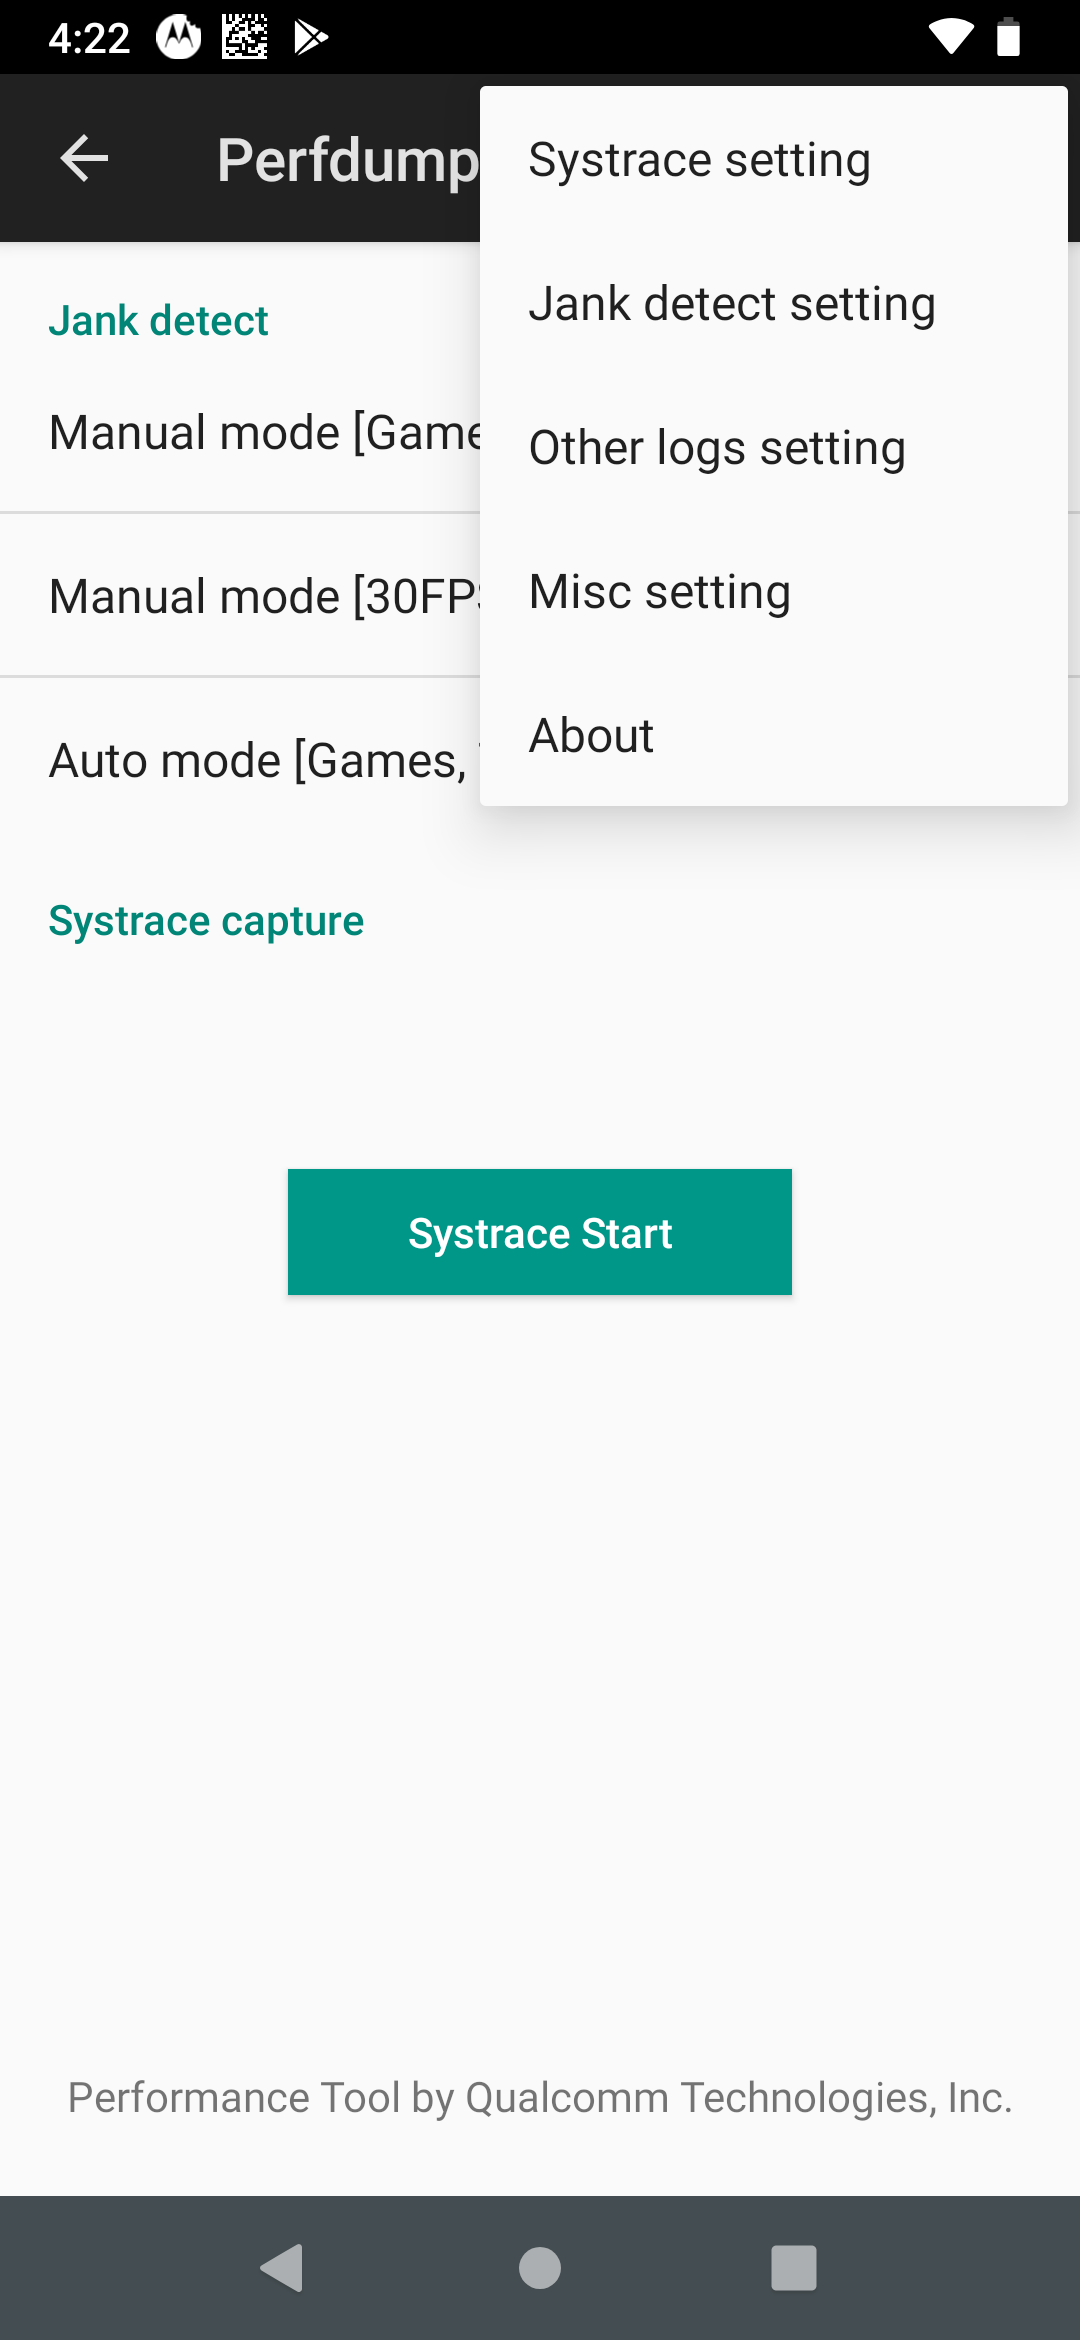 4:22
Perfdump
Systrace setting
Jank detect setting
Other logs setting
Misc setting
About
Jank detect
Manual mode [Game
Manual mode [30FP
Auto mode [Games,
Systrace capture
Systrace Start
Performance Tool by Qualcomm Technologies, Inc.